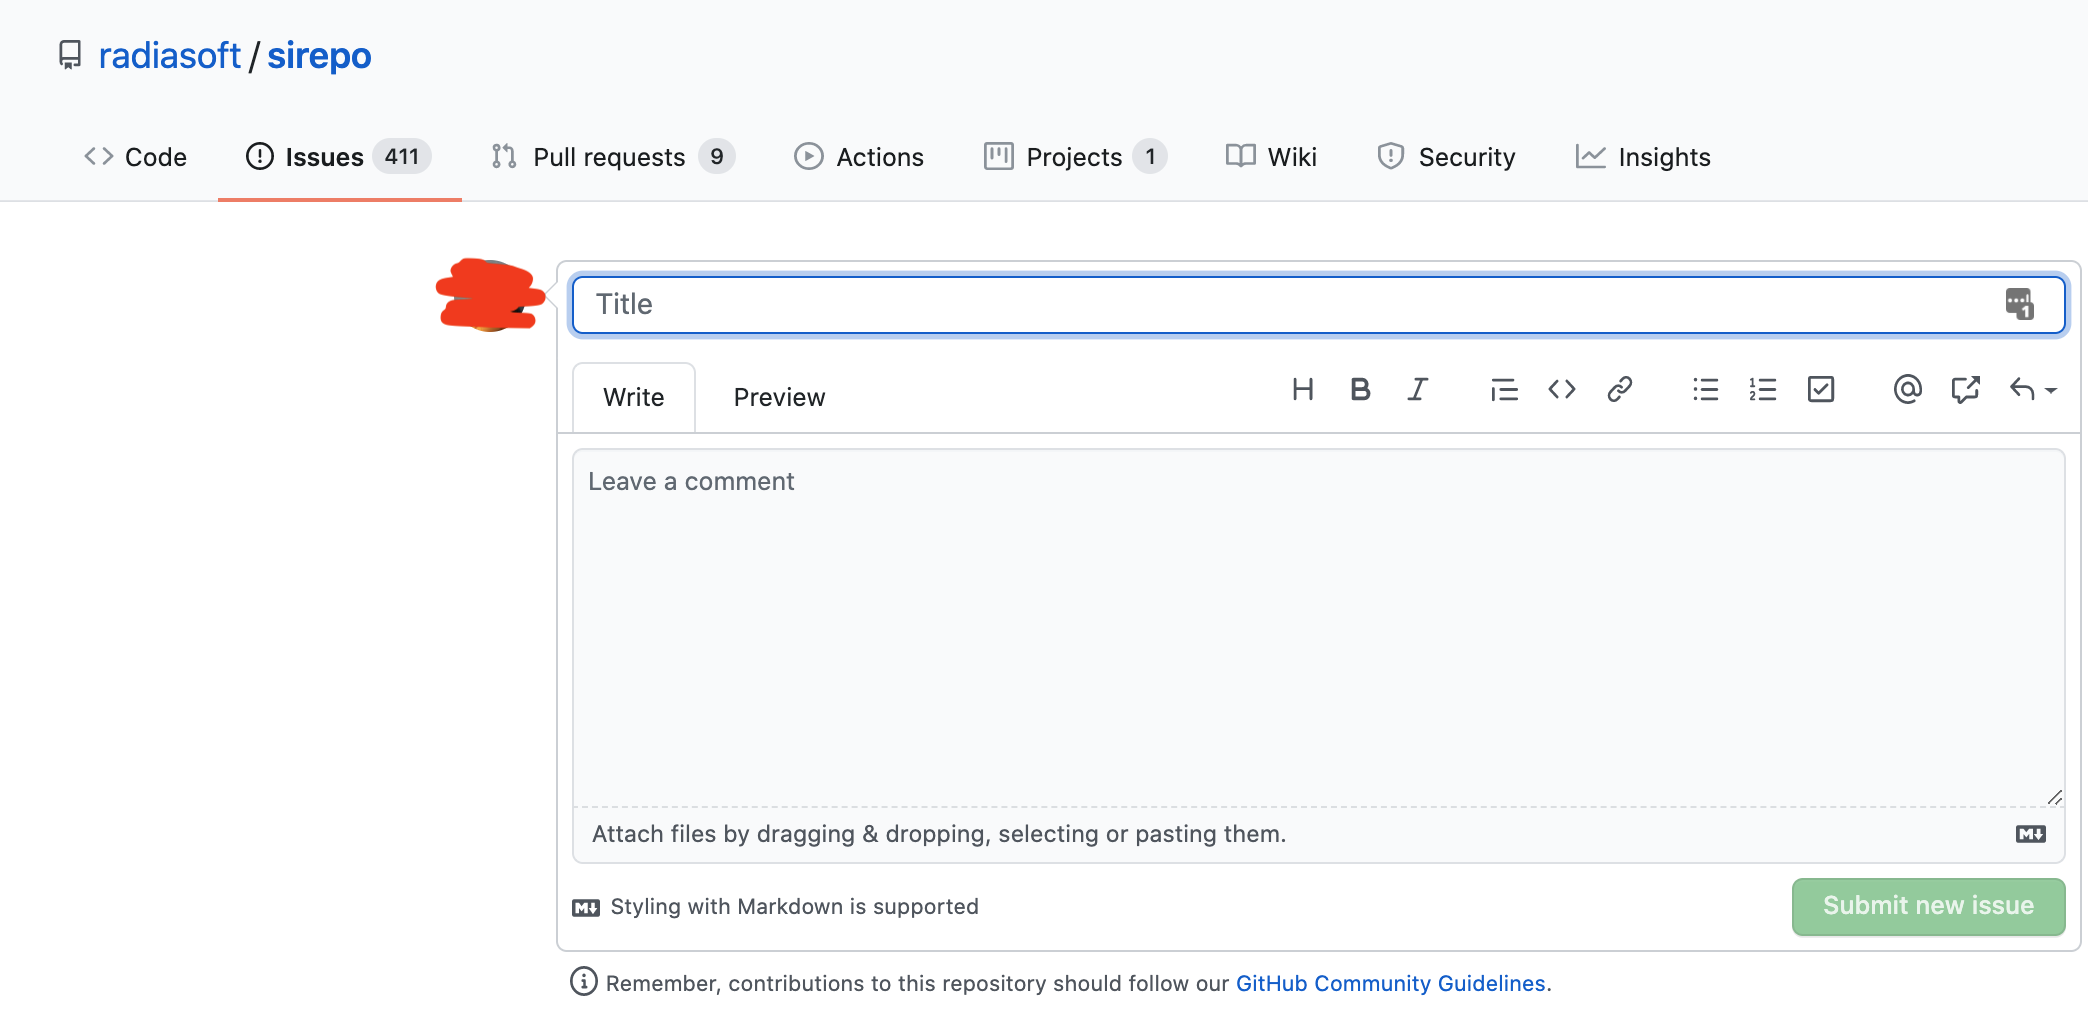 radiasoft / sirepo
Code Issues 411 Pull requests 9 Actions Projects 1 Wiki Security Insights
Title
Write Preview
Leave a comment
Attach files by dragging & dropping, selecting or pasting them.
Styling with Markdown is supported
Submit new issue
Remember, contributions to this repository should follow our GitHub Community Guidelines.